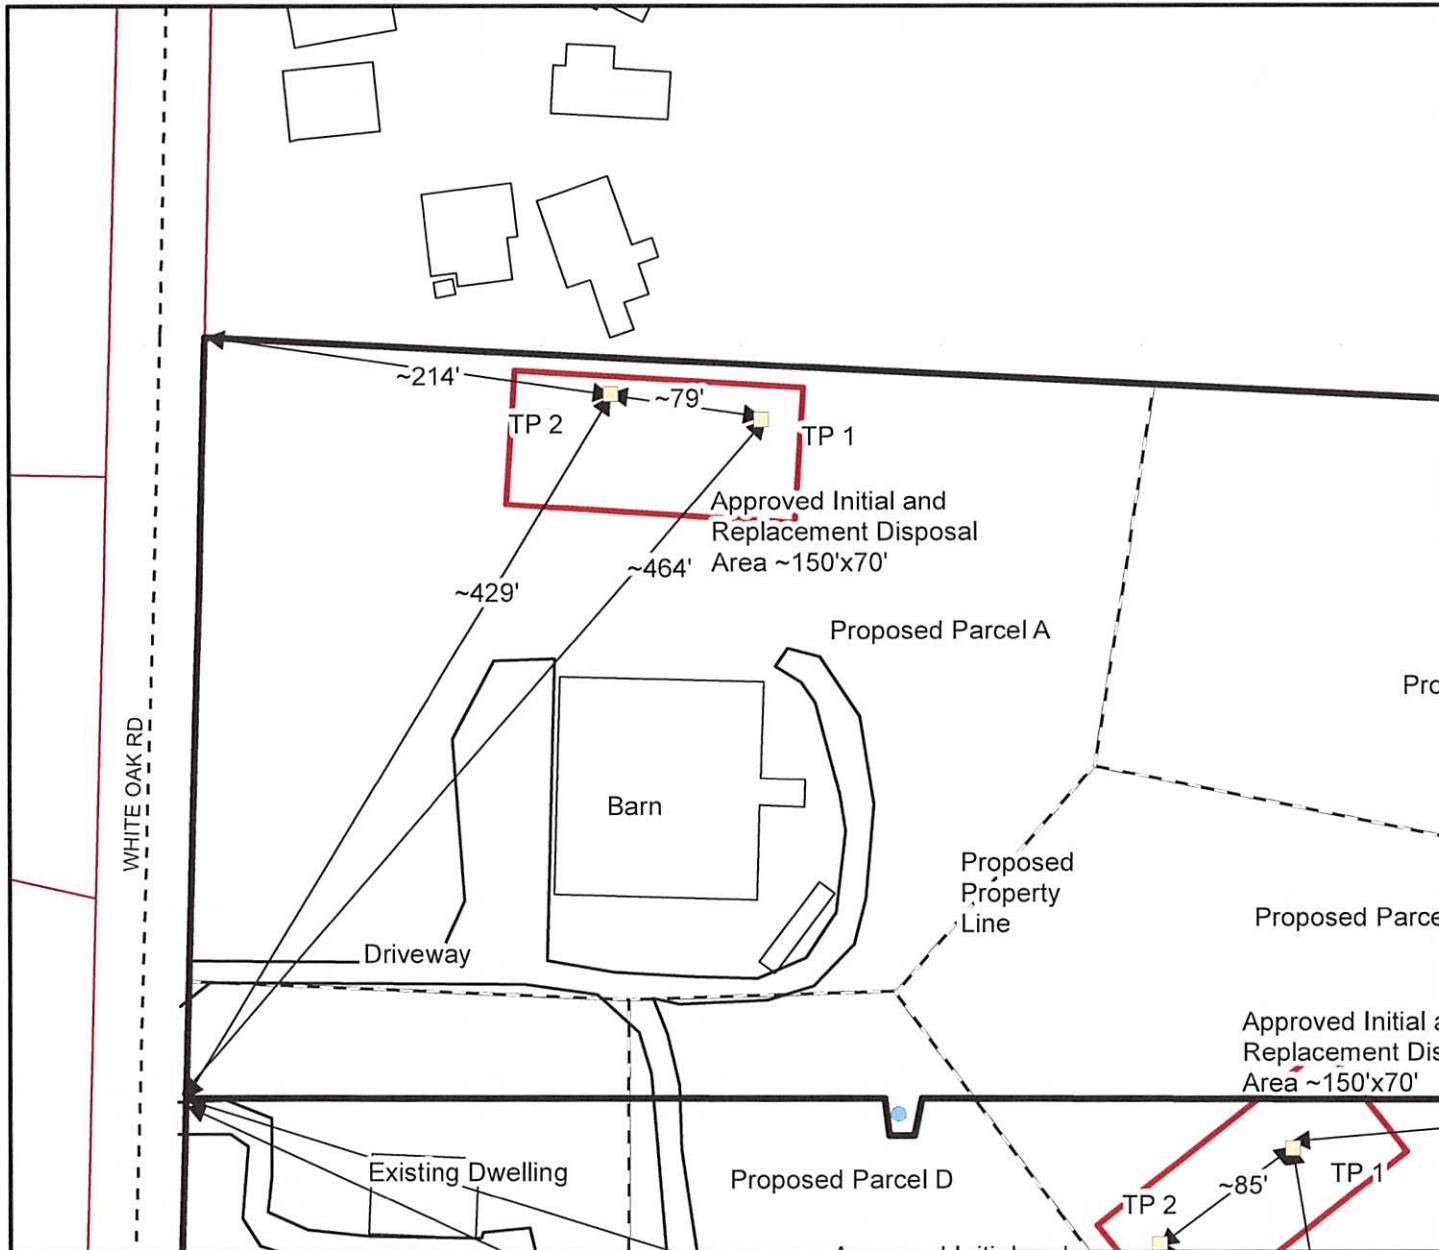 ~214'
~79'
TP 2
TP 1
Approved Initial and
Replacement Disposal
Area ~150'x70'
~464'
~429'
Proposed Parcel A
Pro
WHITE OAK RD
Barn
Proposed
Property
Line
Proposed Parce
Driveway
Approved Initial a
Replacement Dis
Area ~150'x70'
Existing Dwelling
Proposed Parcel D
TP 1
~85'
TP 2